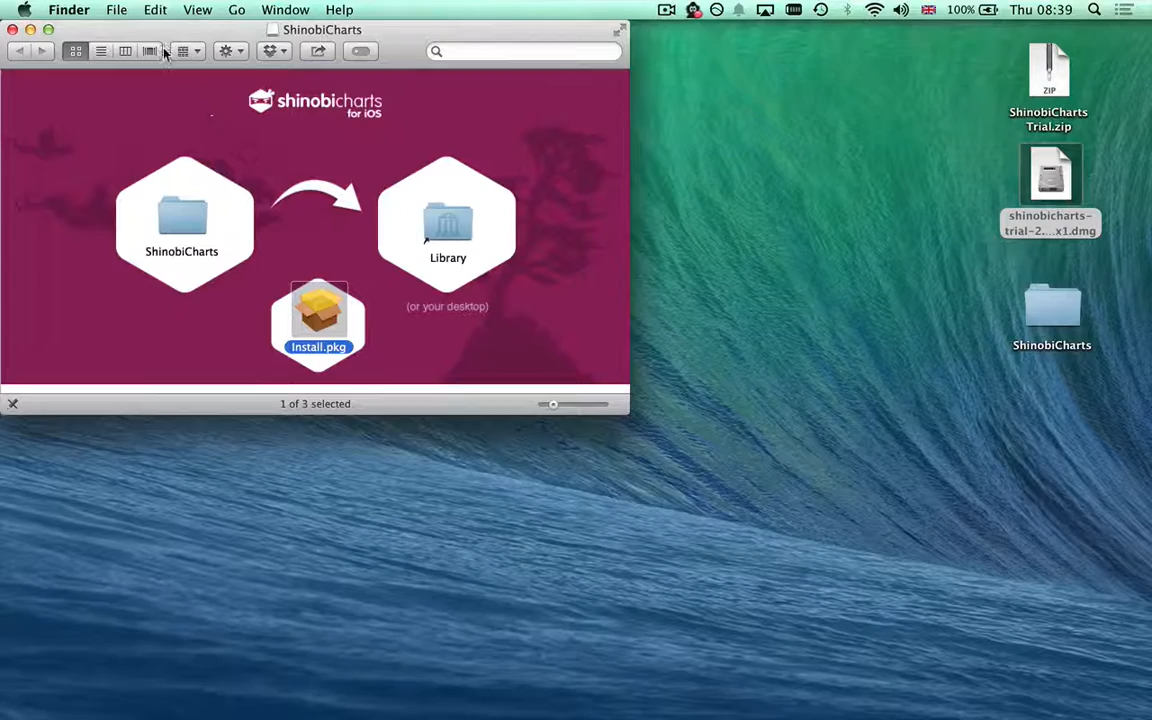 Finder File Edit View Go Window Help 100% Thu 08:39
ShinobiCharts
shinobicharts
for iOS
ShinobiCharts
Library
(or your desktop)
Install.pkg
1 of 3 selected
ZIP
ShinobiCharts
Trial.zip
shinobicharts-
trial-2....x1.dmg
ShinobiCharts